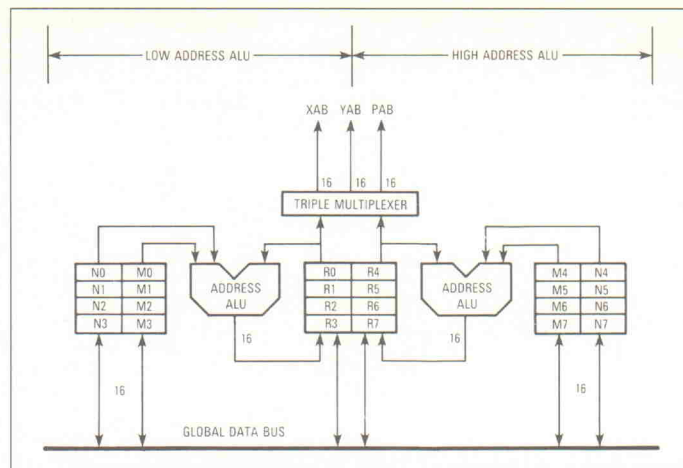 LOW ADDRESS ALU HIGH ADDRESS ALU
XAB YAB PAB
16 16 16
TRIPLE MULTIPLEXER
N0 M0 R0 R4 M4 N4
N1 M1 ADDRESS R1 R5 ADDRESS M5 N5
N2 M2 ALU R2 R6 ALU M6 N6
N3 M3 R3 R7 M7 N7
16 16
16 16
GLOBAL DATA BUS